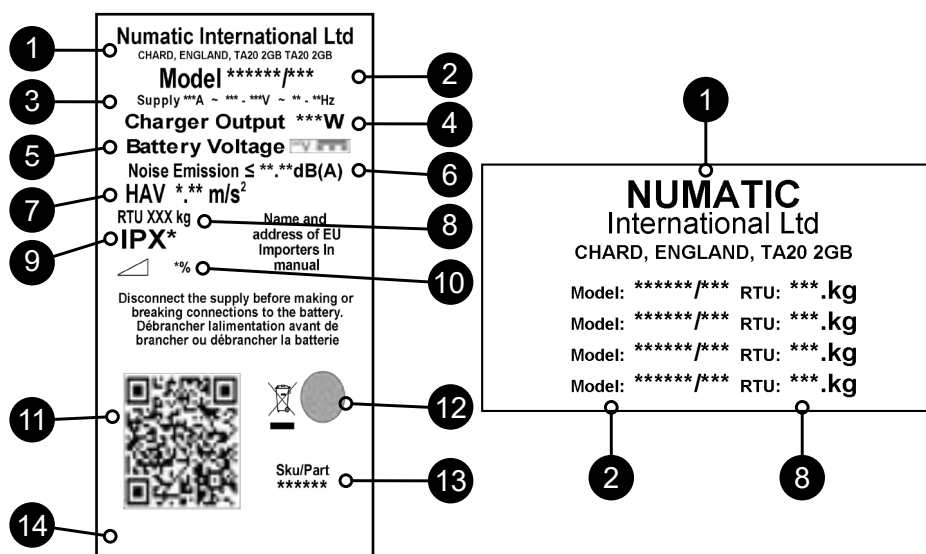 1
Numatic International Ltd
CHARD, ENGLAND, TA20 2GB TA20 2GB
2
Model ******/***
3
Supply ***A ~ *** - ***V ~ ** - **Hz
Charger Output ***W
4
5
Battery Voltage
Noise Emission ≤ **.**dB(A)
6
7
HAV *.** m/s²
RTU XXX kg
8
Name and
address of EU
Importers In
manual
9
IPX*
*%
10
Disconnect the supply before making or
breaking connections to the battery.
Débrancher lalimentation avant de
brancher ou débrancher la batterie
11
12
Sku/Part
******
13
14
1
NUMATIC
International Ltd
CHARD, ENGLAND, TA20 2GB
Model: ******/*** RTU: ***.kg
Model: ******/*** RTU: ***.kg
Model: ******/*** RTU: ***.kg
Model: ******/*** RTU: ***.kg
2
8